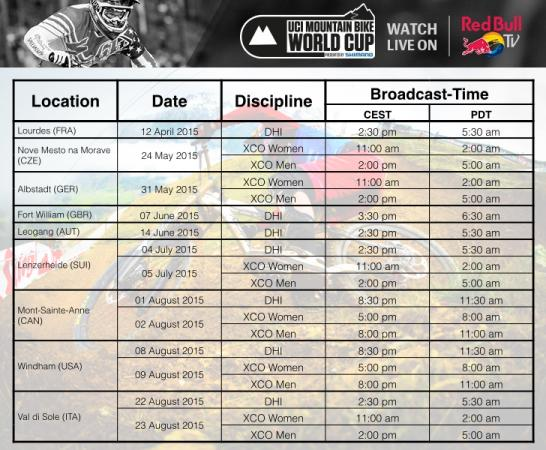 UCI MOUNTAIN BIKE
WORLD CUP
PRESENTED BY SHIMANO
WATCH
LIVE ON
Red Bull
TV
Location Date Discipline Broadcast-Time
CEST PDT
Lourdes (FRA) 12 April 2015 DHI 2:30 pm 5:30 am
Nove Mesto na Morave (CZE) 24 May 2015 XCO Women 11:00 am 2:00 am
XCO Men 2:00 pm 5:00 am
Albstadt (GER) 31 May 2015 XCO Women 11:00 am 2:00 am
XCO Men 2:00 pm 5:00 am
Fort William (GBR) 07 June 2015 DHI 3:30 pm 6:30 am
Leogang (AUT) 14 June 2015 DHI 2:30 pm 5:30 am
Lenzerheide (SUI) 04 July 2015 DHI 2:30 pm 5:30 am
05 July 2015 XCO Women 11:00 am 2:00 am
XCO Men 2:00 pm 5:00 am
Mont-Sainte-Anne (CAN) 01 August 2015 DHI 8:30 pm 11:30 am
02 August 2015 XCO Women 5:00 pm 8:00 am
XCO Men 8:00 pm 11:00 am
Windham (USA) 08 August 2015 DHI 8:30 pm 11:30 am
09 August 2015 XCO Women 5:00 pm 8:00 am
XCO Men 8:00 pm 11:00 am
Val di Sole (ITA) 22 August 2015 DHI 2:30 pm 5:30 am
23 August 2015 XCO Women 11:00 am 2:00 am
XCO Men 2:00 pm 5:00 am